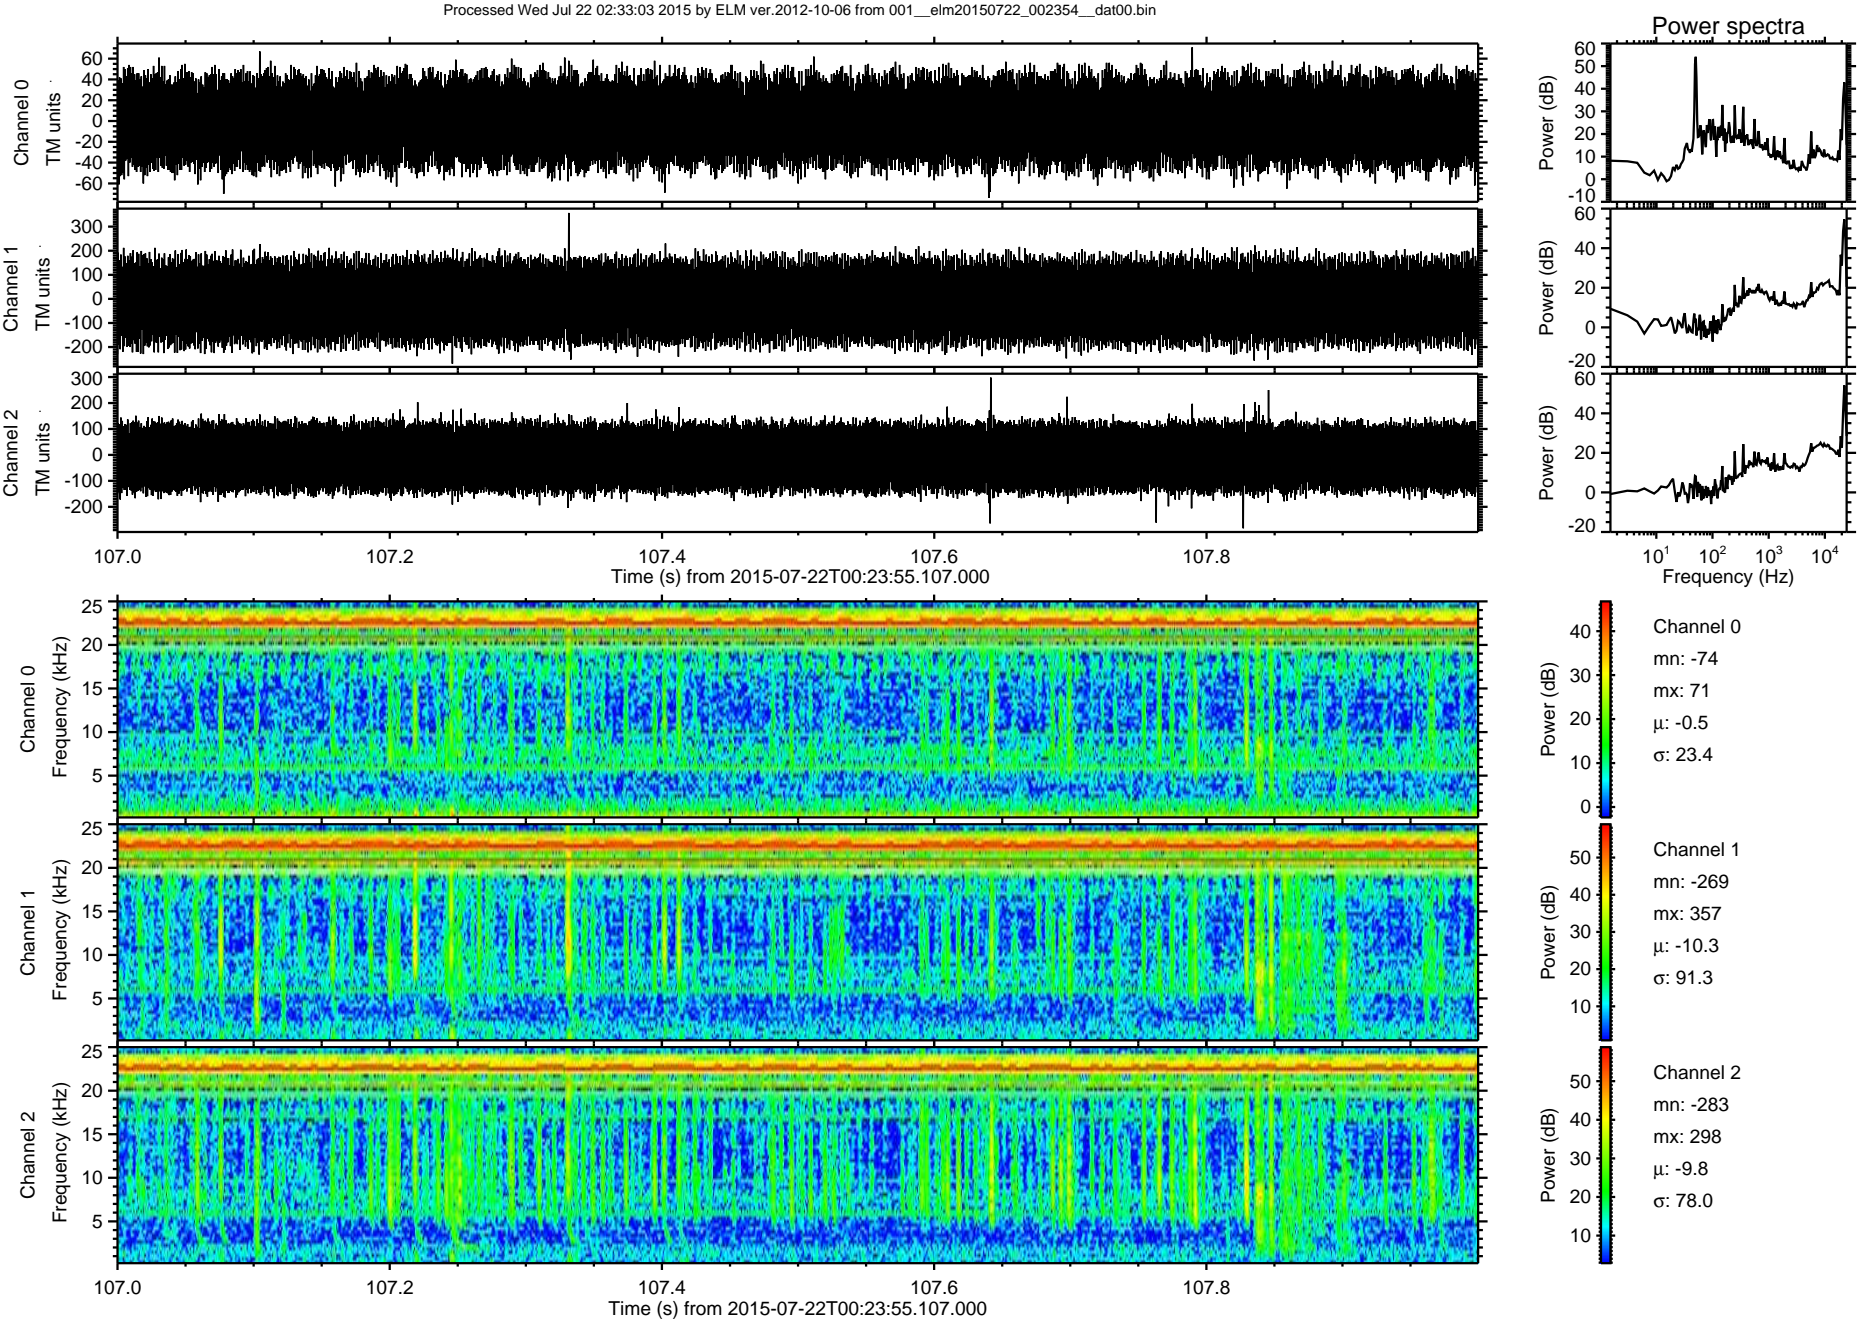 Processed Wed Jul 22 02:33:03 2015 by ELM ver.2012-10-06 from 001__elm20150722_002354__dat00.bin
Power spectra
Channel 0
TM units
60
40
20
0
-20
-40
-60
Power (dB)
60
50
40
30
20
10
0
-10
Channel 1
TM units
300
200
100
0
-100
-200
Power (dB)
60
40
20
0
-20
Channel 2
TM units
300
200
100
0
-100
-200
Power (dB)
60
40
20
0
-20
107.0 107.2 107.4 107.6 107.8
Time (s) from 2015-07-22T00:23:55.107.000
10¹ 10² 10³ 10⁴
Frequency (Hz)
Channel 0
Frequency (kHz)
25
20
15
10
5
Power (dB)
40
30
20
10
0
Channel 0
mn: -74
mx: 71
μ: -0.5
σ: 23.4
Channel 1
Frequency (kHz)
25
20
15
10
5
Power (dB)
50
40
30
20
10
Channel 1
mn: -269
mx: 357
μ: -10.3
σ: 91.3
Channel 2
Frequency (kHz)
25
20
15
10
5
Power (dB)
50
40
30
20
10
Channel 2
mn: -283
mx: 298
μ: -9.8
σ: 78.0
107.0 107.2 107.4 107.6 107.8
Time (s) from 2015-07-22T00:23:55.107.000